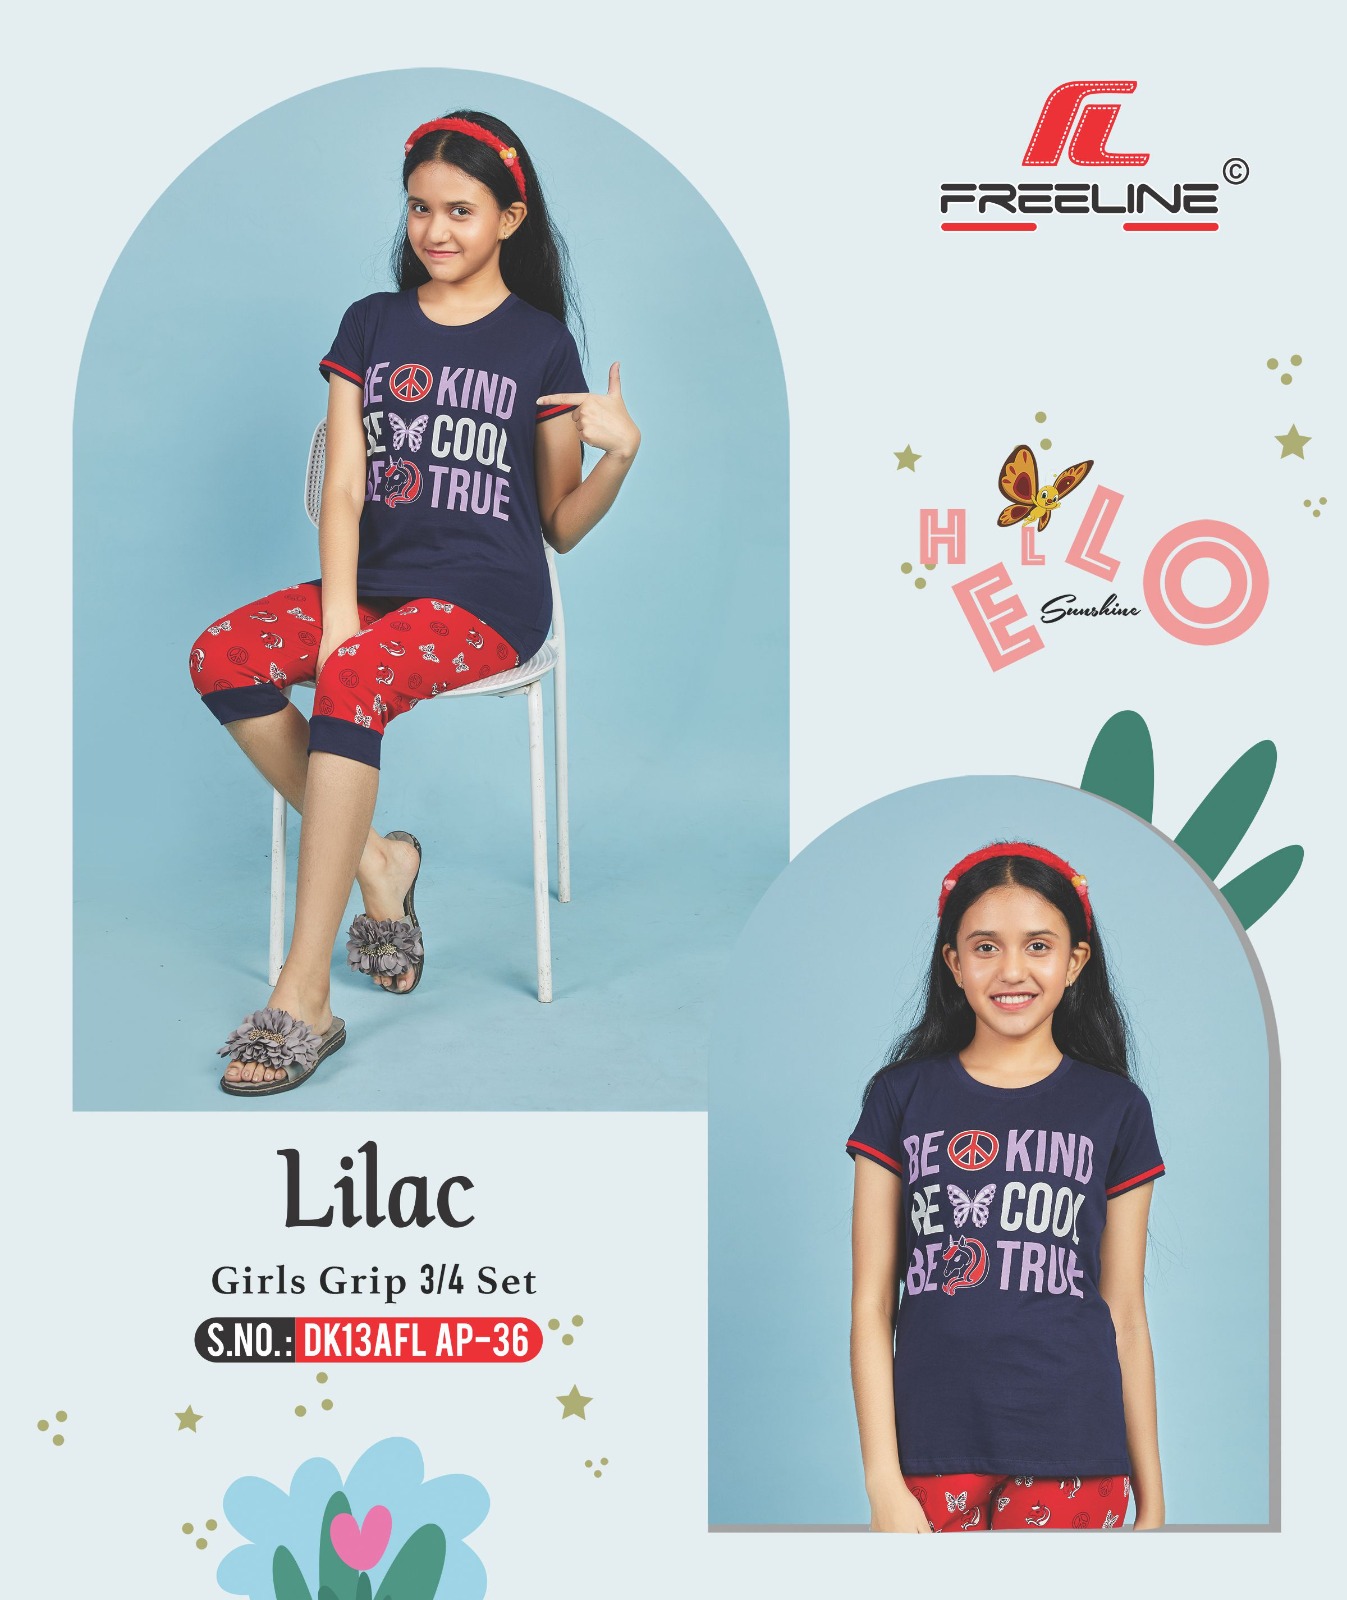 FREELINE ©
HELLO
Sunshine
BE KIND
BE COOL
BE TRUE
Lilac
Girls Grip 3/4 Set
S.NO.: DK13AFL AP-36
BE KIND
BE COOL
BE TRUE